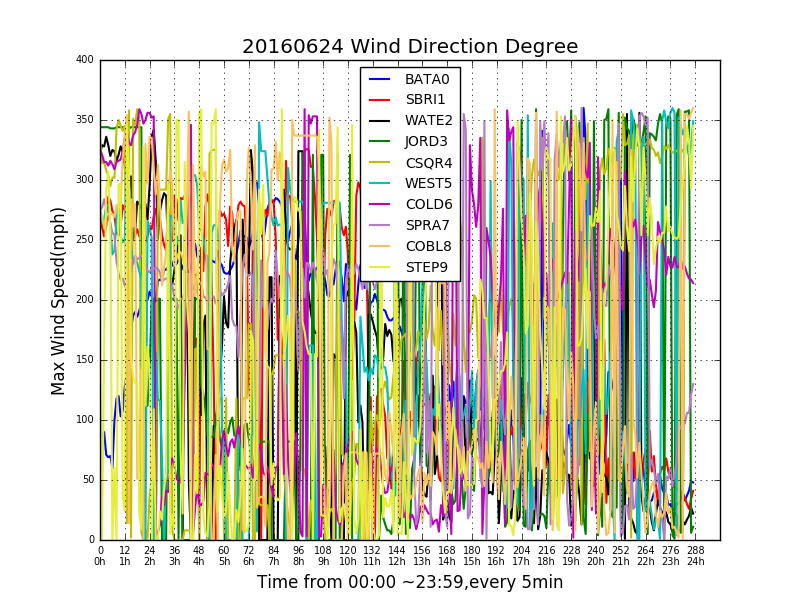 20160624 Wind Direction Degree
BATA0
SBRI1
WATE2
JORD3
CSQR4
WEST5
COLD6
SPRA7
COBL8
STEP9
Max Wind Speed(mph)
400
350
300
250
200
150
100
50
0
0 12 24 36 48 60 72 84 96 108 120 132 144 156 168 180 192 204 216 228 240 252 264 276 288
0h 1h 2h 3h 4h 5h 6h 7h 8h 9h 10h 11h 12h 13h 14h 15h 16h 17h 18h 19h 20h 21h 22h 23h 24h
Time from 00:00 ~23:59,every 5min